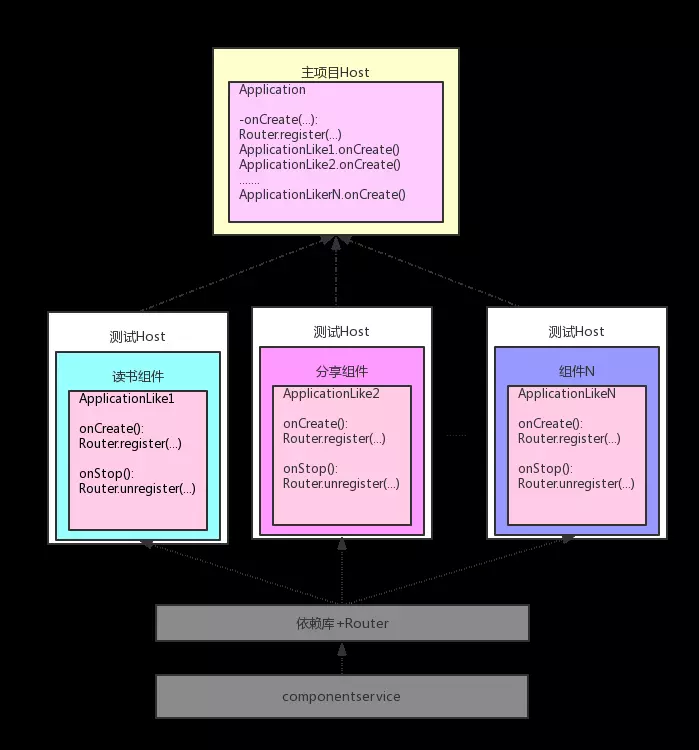 主项目Host
Application
-onCreate(...):
Router.register(...)
ApplicationLike1.onCreate()
ApplicationLike2.onCreate()
.......
ApplicationLikerN.onCreate()
测试Host
读书组件
ApplicationLike1
onCreate():
Router.register(...)
onStop():
Router.unregister(...)
测试Host
分享组件
ApplicationLike2
onCreate():
Router.register(...)
onStop():
Router.unregister(...)
......
测试Host
组件N
ApplicationLikeN
onCreate():
Router.register(...)
onStop():
Router.unregister(...)
依赖库+Router
componentservice